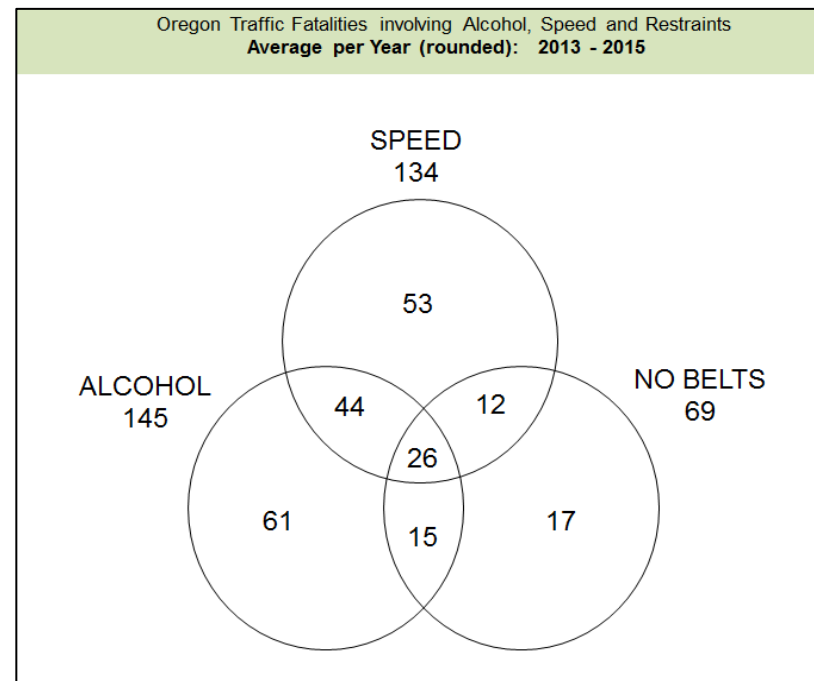 Oregon Traffic Fatalities involving Alcohol, Speed and Restraints
Average per Year (rounded): 2013 - 2015
SPEED
134
53
ALCOHOL
145
NO BELTS
69
44
12
26
61
15
17